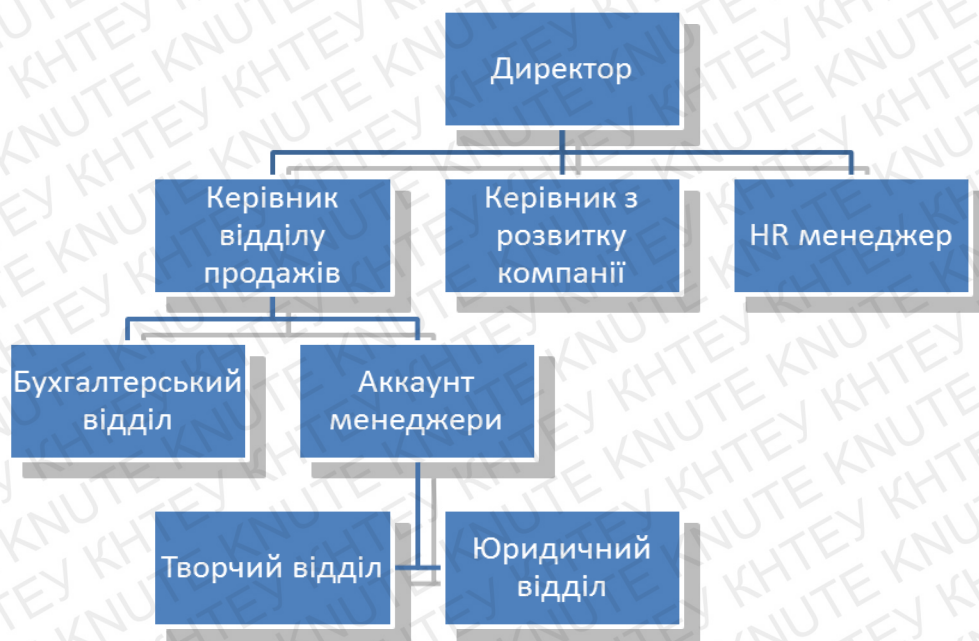 Директор
Керівник
відділу
продажів
Керівник з
розвитку
компанії
HR менеджер
Бухгалтерський
відділ
Аккаунт
менеджери
Творчий відділ
Юридичний
відділ